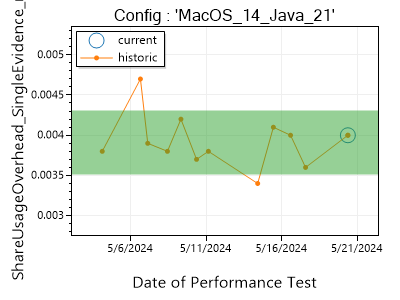 Config : 'MacOS_14_Java_21'
current
historic
0.005
0.0045
0.004
0.0035
0.003
5/6/2024
5/11/2024
5/16/2024
5/21/2024
Date of Performance Test
ShareUsageOverhead_SingleEvidence_